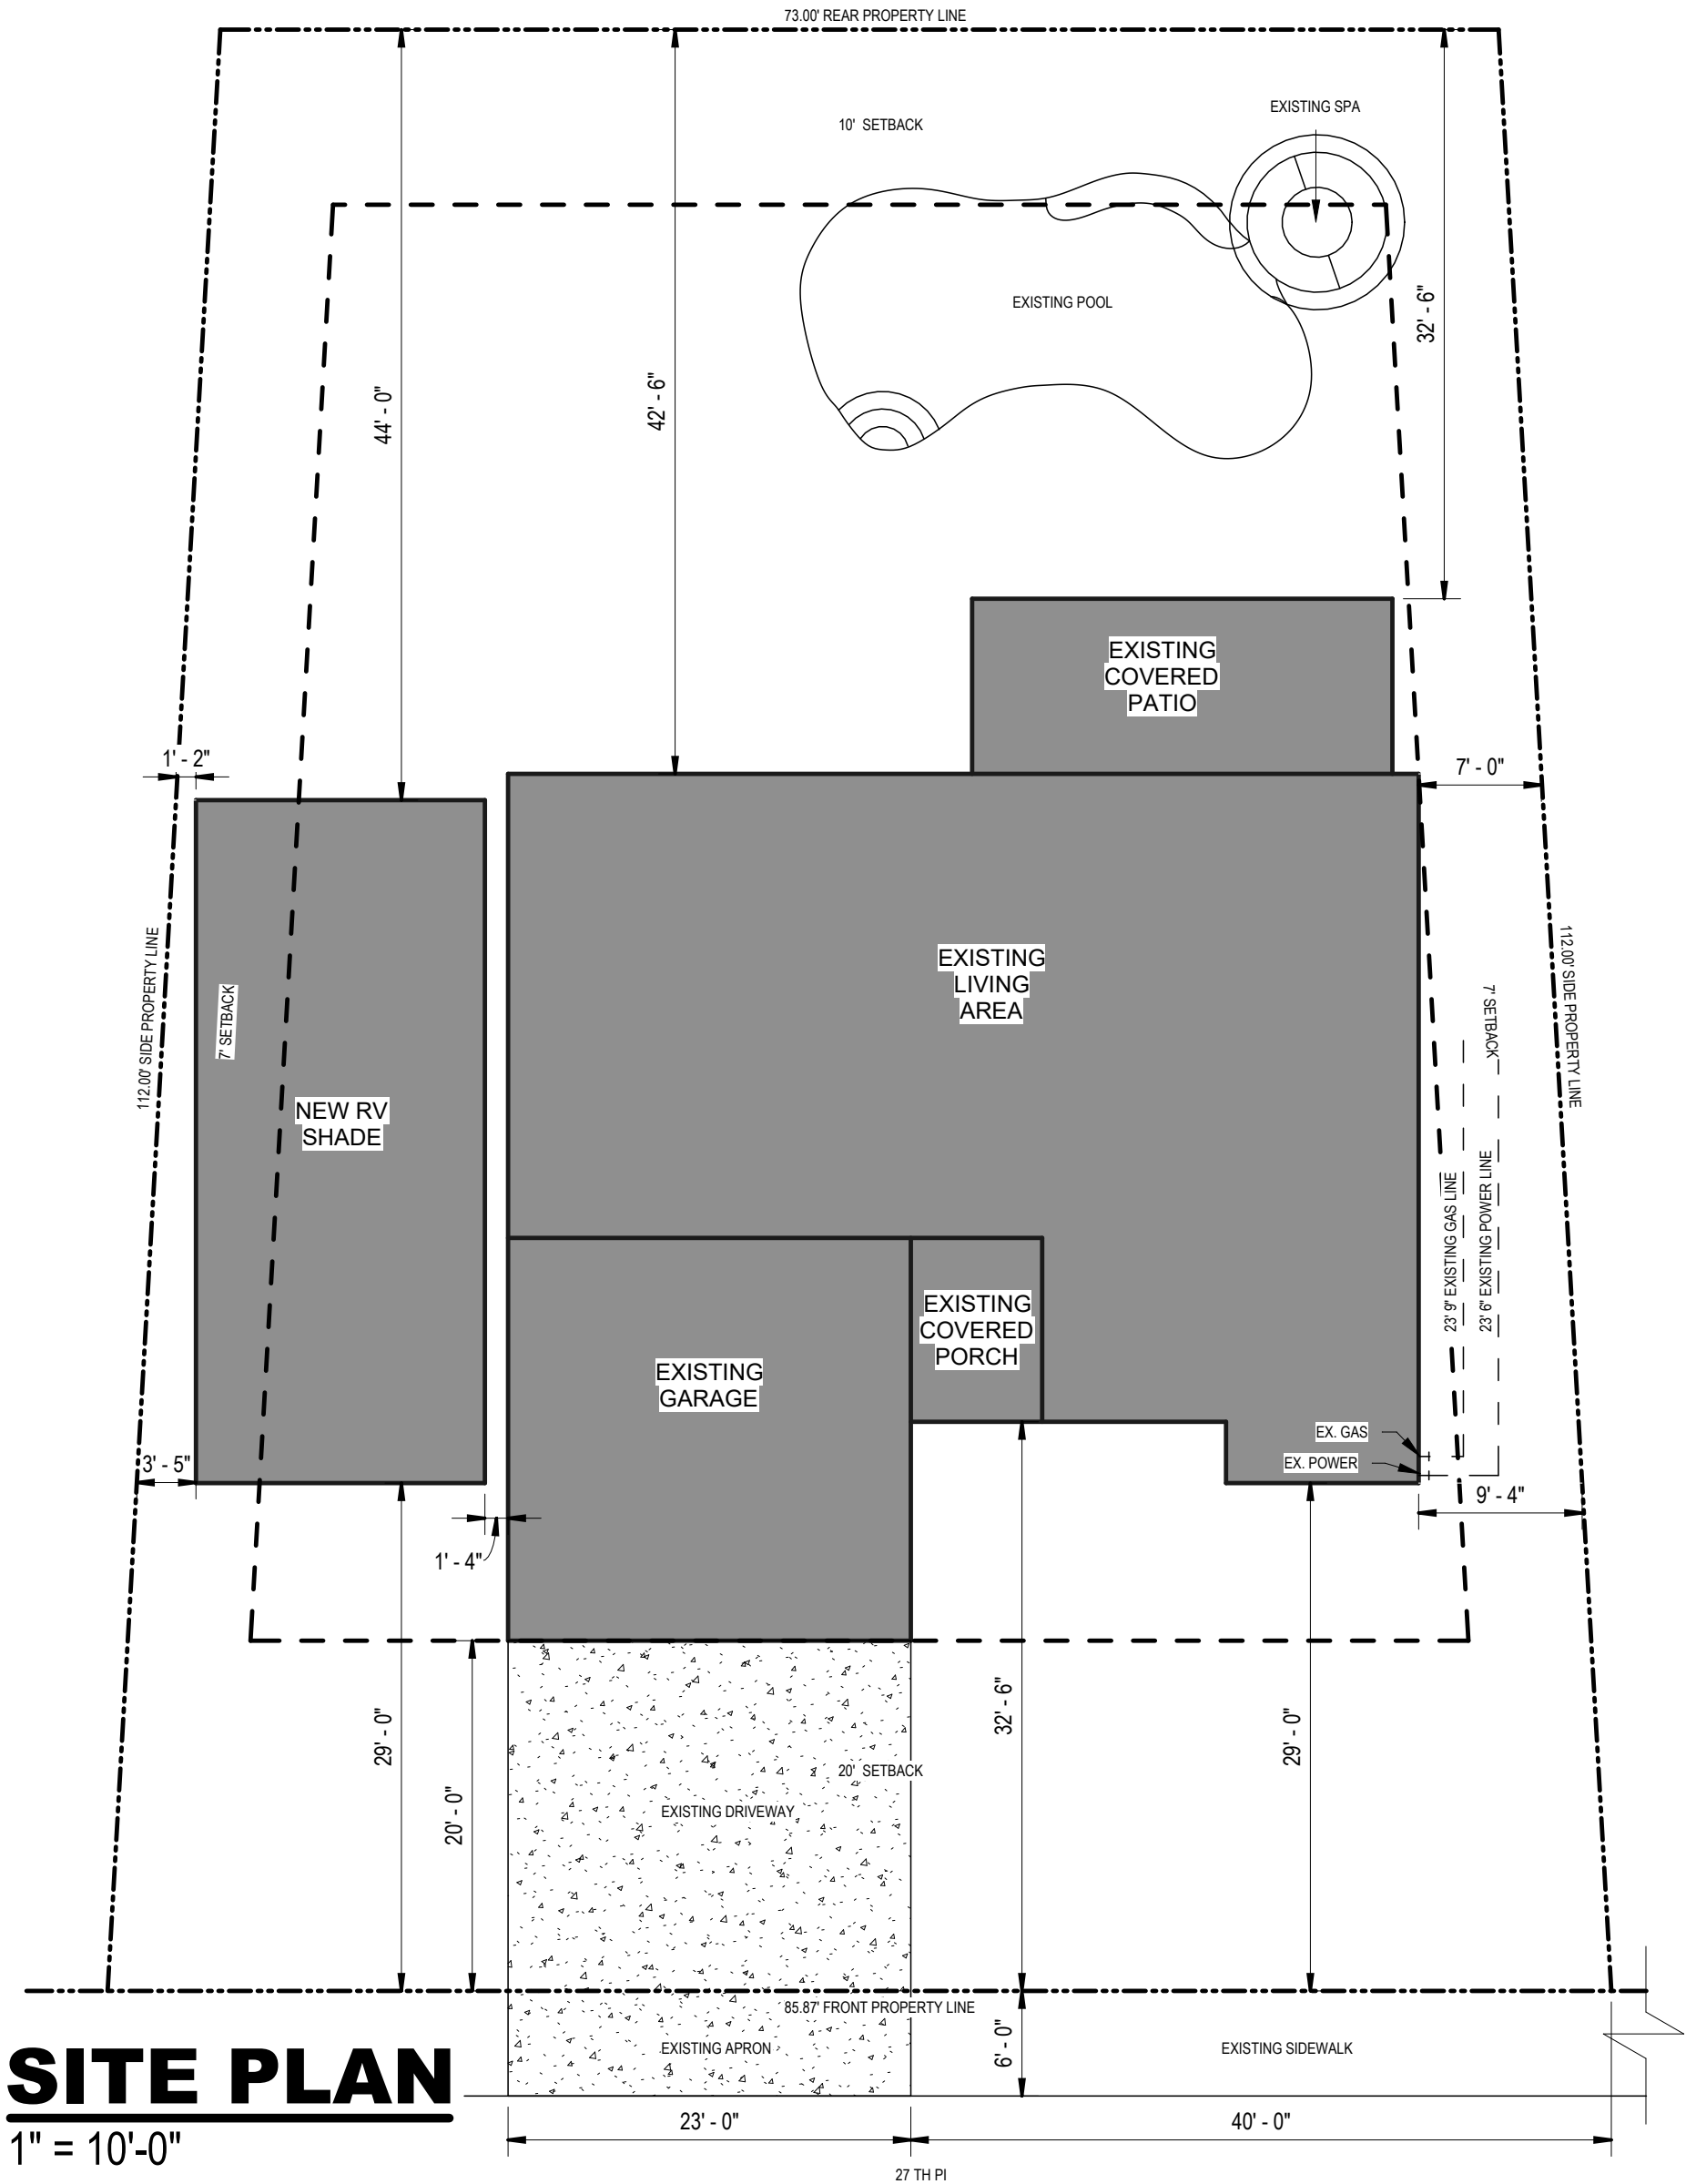 73.00' REAR PROPERTY LINE
EXISTING SPA
10' SETBACK
EXISTING POOL
32' - 6"
44' - 0"
42' - 6"
EXISTING
COVERED
PATIO
1' - 2"
7' - 0"
112.00' SIDE PROPERTY LINE
7' SETBACK
EXISTING
LIVING
AREA
7' SETBACK
112.00' SIDE PROPERTY LINE
NEW RV
SHADE
23' 9" EXISTING GAS LINE
23' 6" EXISTING POWER LINE
EXISTING
COVERED
PORCH
EXISTING
GARAGE
EX. GAS
EX. POWER
3' - 5"
9' - 4"
1' - 4"
29' - 0"
20' - 0"
32' - 6"
29' - 0"
20' SETBACK
EXISTING DRIVEWAY
85.87' FRONT PROPERTY LINE
6' - 0"
EXISTING APRON
EXISTING SIDEWALK
SITE PLAN
1" = 10'-0"
23' - 0"
40' - 0"
27 TH Pl